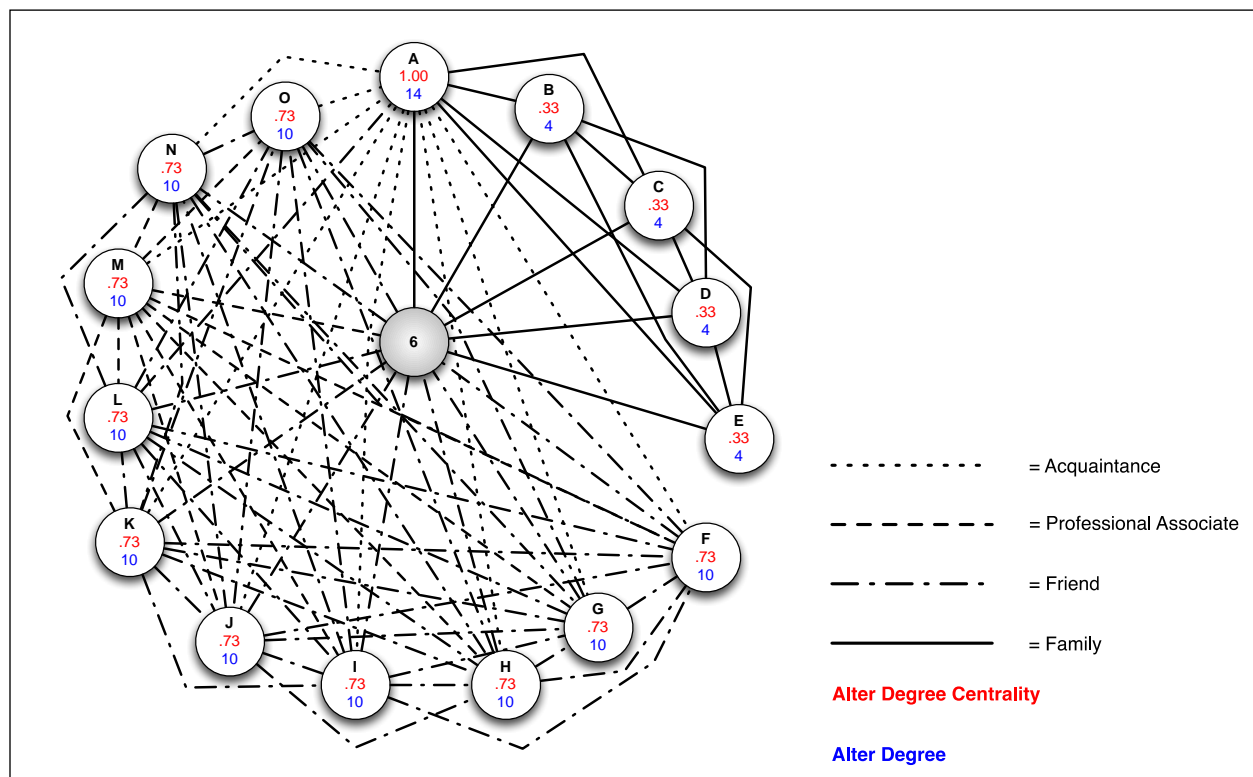 A
1.00
14
B
.33
4
C
.33
4
D
.33
4
E
.33
4
F
.73
10
G
.73
10
H
.73
10
I
.73
10
J
.73
10
K
.73
10
L
.73
10
M
.73
10
N
.73
10
O
.73
10
6
= Acquaintance
= Professional Associate
= Friend
= Family
Alter Degree Centrality
Alter Degree